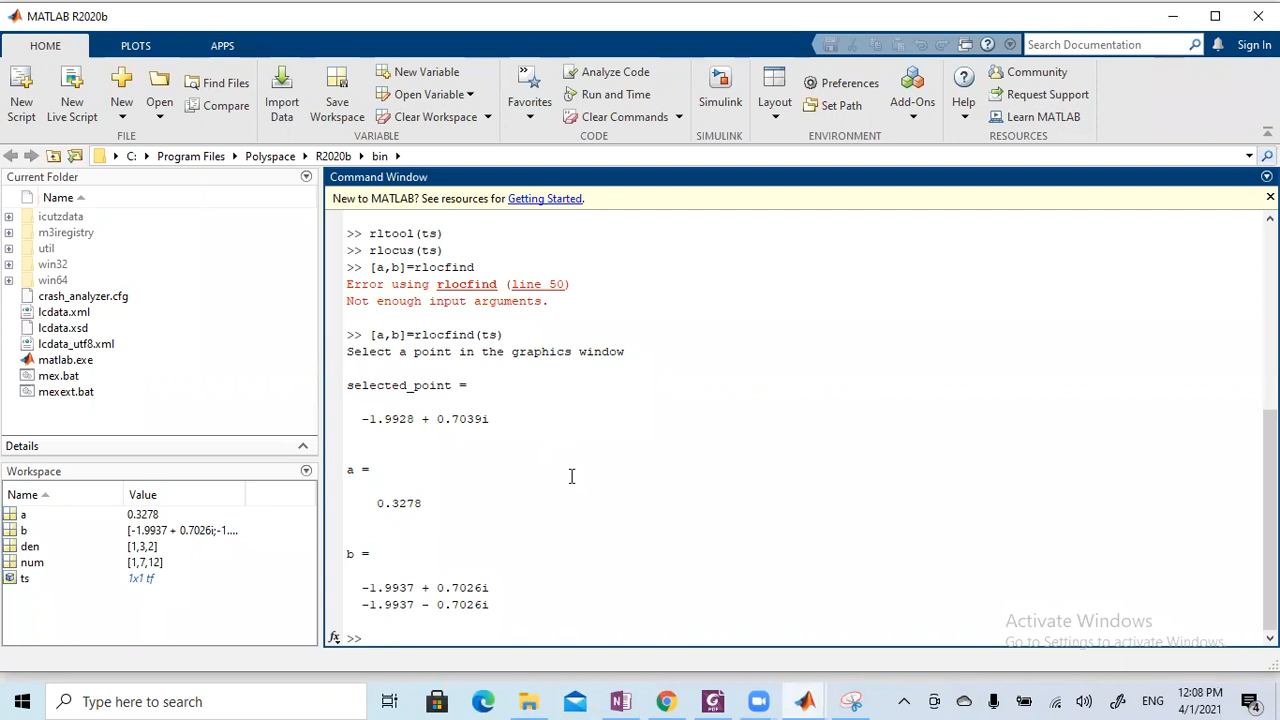 MATLAB R2020b
HOME PLOTS APPS
Search Documentation
Sign In
New Script
New Live Script
New
Open
Find Files
Compare
Import Data
Save Workspace
New Variable
Open Variable
Clear Workspace
Favorites
Analyze Code
Run and Time
Clear Commands
Simulink
Layout
Preferences
Set Path
Add-Ons
Help
Community
Request Support
Learn MATLAB
FILE VARIABLE CODE SIMULINK ENVIRONMENT RESOURCES
C: Program Files Polyspace R2020b bin
Current Folder
Name
icutzdata
m3iregistry
util
win32
win64
crash_analyzer.cfg
lcdata.xml
lcdata.xsd
lcdata_utf8.xml
matlab.exe
mex.bat
mexext.bat
Details
Workspace
Name Value
a 0.3278
b [-1.9937 + 0.7026i;-1....
den [1,3,2]
num [1,7,12]
ts 1x1 tf
Command Window
New to MATLAB? See resources for Getting Started.
>> rltool(ts)
>> rlocus(ts)
>> [a,b]=rlocfind
Error using rlocfind (line 50)
Not enough input arguments.
>> [a,b]=rlocfind(ts)
Select a point in the graphics window
selected_point =
-1.9928 + 0.7039i
a =
0.3278
b =
-1.9937 + 0.7026i
-1.9937 - 0.7026i
fx >>
Activate Windows
Go to Settings to activate Windows.
Type here to search
ENG
12:08 PM
4/1/2021
4